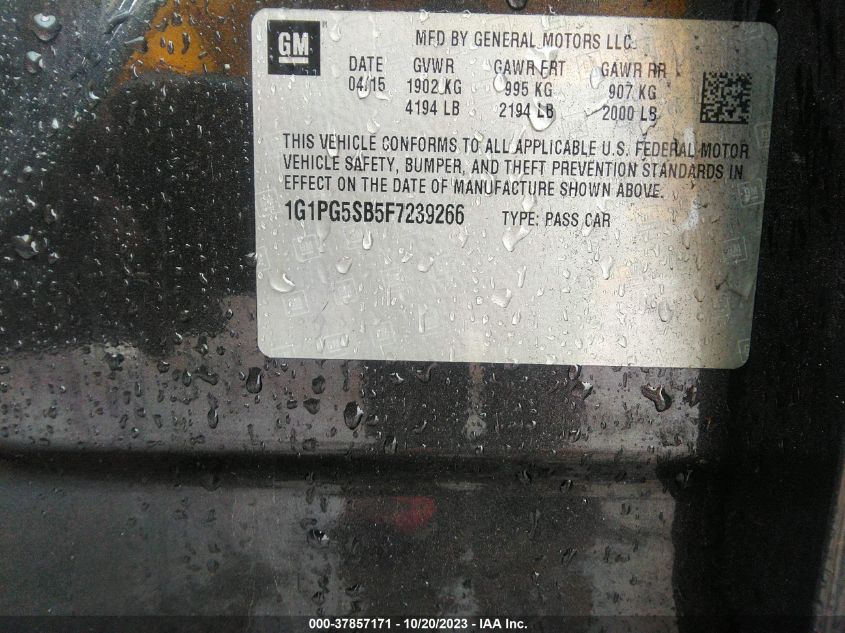 GM
MFD BY GENERAL MOTORS LLC
DATE GVWR GAWR FRT GAWR RR
04/15 1902 KG 995 KG 907 KG
4194 LB 2194 LB 2000 LB
THIS VEHICLE CONFORMS TO ALL APPLICABLE U.S. FEDERAL MOTOR
VEHICLE SAFETY, BUMPER, AND THEFT PREVENTION STANDARDS IN
EFFECT ON THE DATE OF MANUFACTURE SHOWN ABOVE.
1G1PG5SB5F7239266 TYPE: PASS CAR
000-37857171 - 10/20/2023 - IAA Inc.